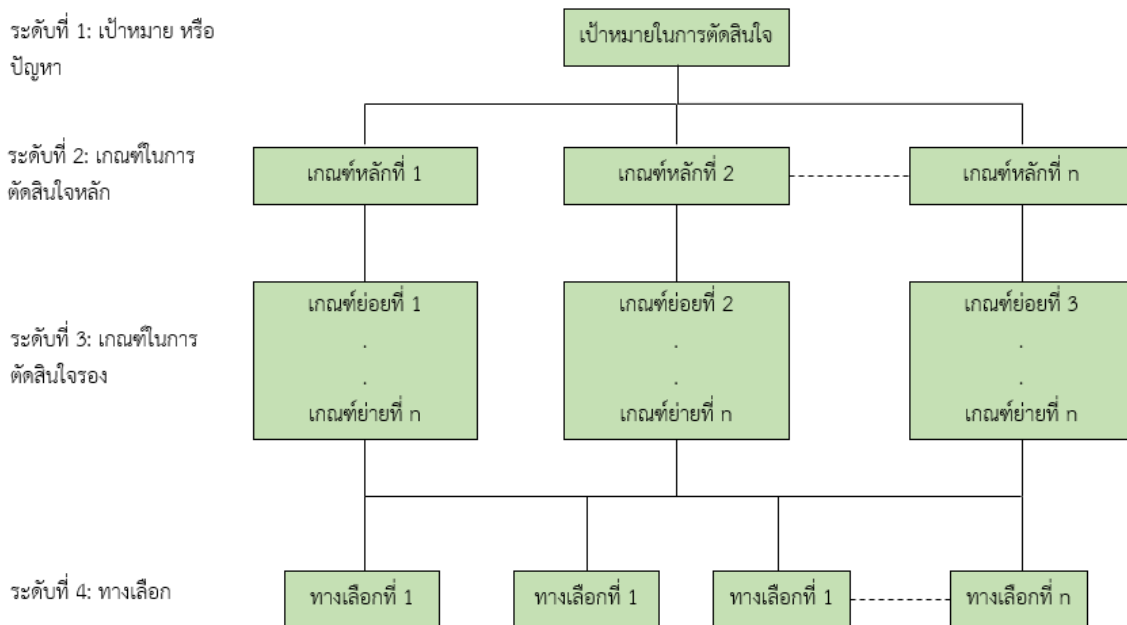 ระดับที่ 1: เป้าหมาย หรือ
ปัญหา
เป้าหมายในการตัดสินใจ
ระดับที่ 2: เกณฑ์ในการ
ตัดสินใจหลัก
เกณฑ์หลักที่ 1
เกณฑ์หลักที่ 2
เกณฑ์หลักที่ n
ระดับที่ 3: เกณฑ์ในการ
ตัดสินใจรอง
เกณฑ์ย่อยที่ 1
.
.
เกณฑ์ย่ายที่ n
เกณฑ์ย่อยที่ 2
.
.
เกณฑ์ย่ายที่ n
เกณฑ์ย่อยที่ 3
.
.
เกณฑ์ย่ายที่ n
ระดับที่ 4: ทางเลือก
ทางเลือกที่ 1
ทางเลือกที่ 1
ทางเลือกที่ 1
ทางเลือกที่ n